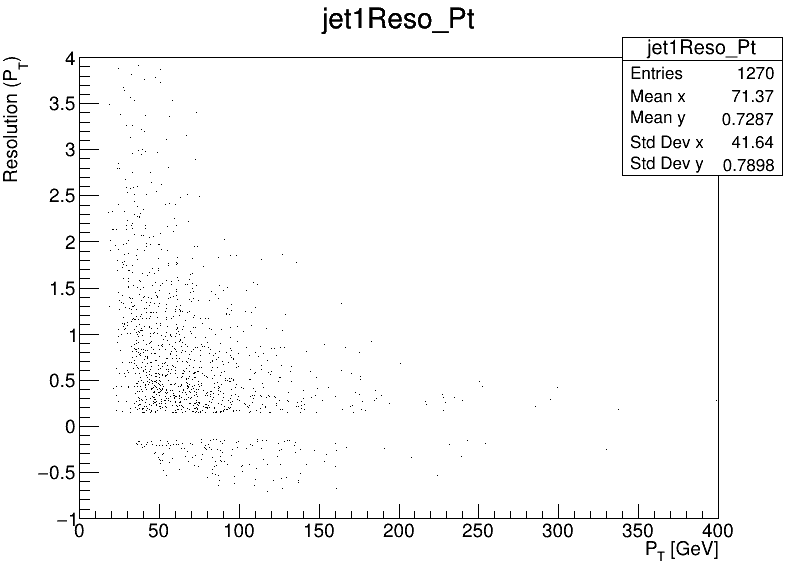 jet1Reso_Pt
jet1Reso_Pt
Entries 1270
Mean x 71.37
Mean y 0.7287
Std Dev x 41.64
Std Dev y 0.7898
Resolution (P_T)
4
3.5
3
2.5
2
1.5
1
0.5
0
−0.5
−1
0 50 100 150 200 250 300 350 400
P_T [GeV]